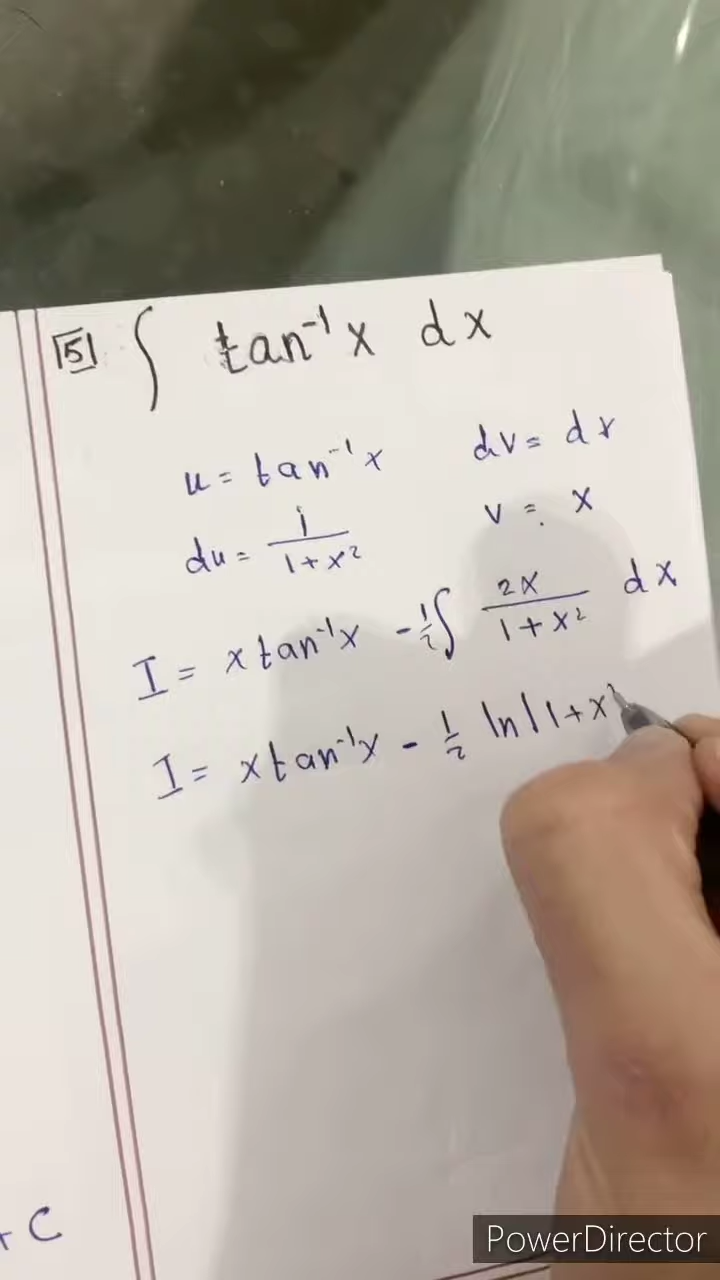 5 ∫ tan⁻¹x dx
u = tan⁻¹x dv = dx
du = 1/(1+x²) v = x
I = x tan⁻¹x - ½∫ 2x/(1+x²) dx
I = x tan⁻¹x - ½ ln|1+x²
+ C
PowerDirector